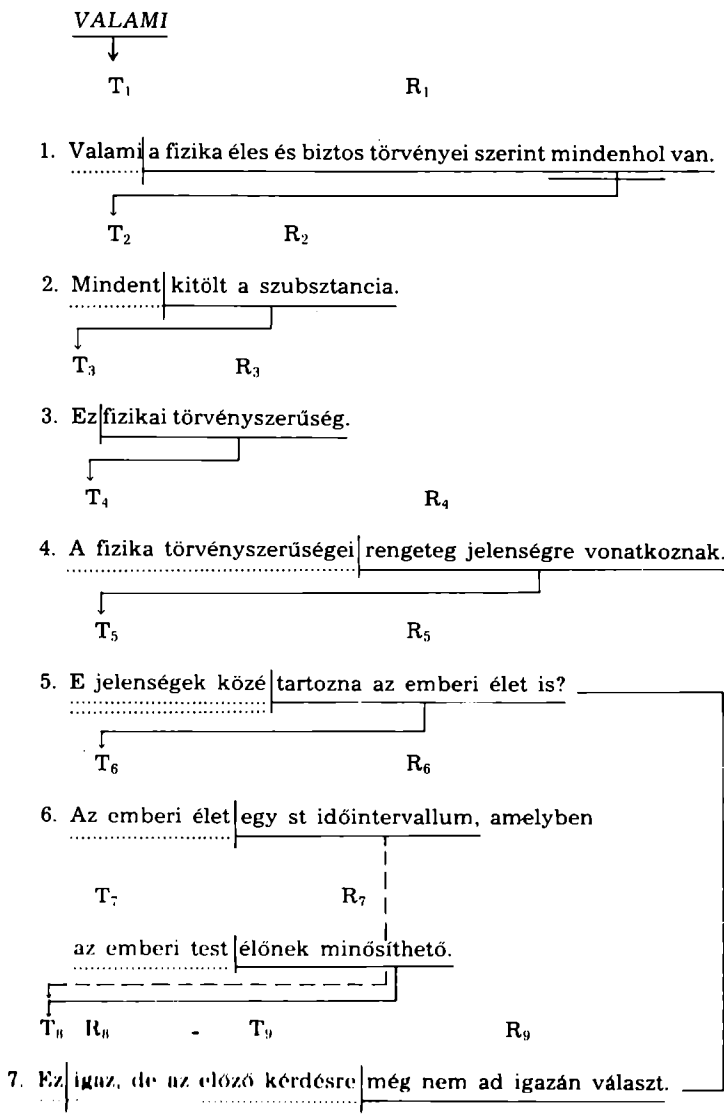 VALAMI
T₁ R₁
1. Valami a fizika éles és biztos törvényei szerint mindenhol van.
T₂ R₂
2. Mindent kitölt a szubsztancia.
T₃ R₃
3. Ez fizikai törvényszerűség.
T₄ R₄
4. A fizika törvényszerűségei rengeteg jelenségre vonatkoznak.
T₅ R₅
5. E jelenségek közé tartozna az emberi élet is?
T₆ R₆
6. Az emberi élet egy st időintervallum, amelyben
T₇ R₇
az emberi test élőnek minősíthető.
T₈ R₈ - T₉ R₉
7. Ez igaz, de az előző kérdésre még nem ad igazán választ.